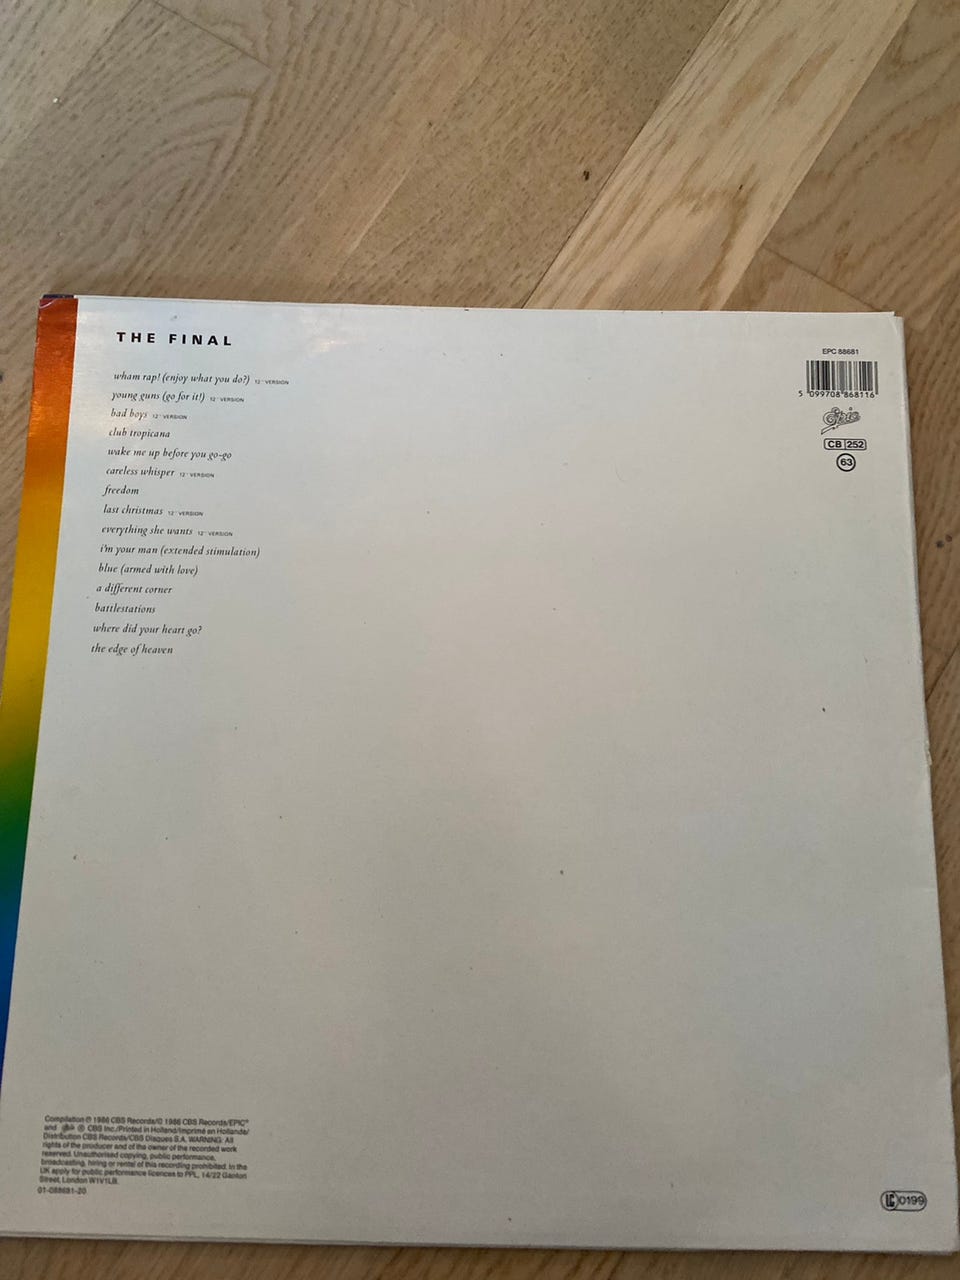 THE FINAL
wham rap! (enjoy what you do?) 12" VERSION
young guns (go for it!) 12" VERSION
bad boys 12" VERSION
club tropicana
wake me up before you go-go
careless whisper 12" VERSION
freedom
last christmas 12" VERSION
everything she wants 12" VERSION
i'm your man (extended stimulation)
blue (armed with love)
a different corner
battlestations
where did your heart go?
the edge of heaven
EPC 88681
5 099708 868116
Epic
CB 252
63
Compilation ℗ 1986 CBS Records/© 1986 CBS Records/EPIC®
and epic ® CBS Inc./Printed in Holland/Imprimé en Hollande/
Distribution CBS Records/CBS Disques S.A. WARNING: All
rights of the producer and of the owner of the recorded work
reserved. Unauthorised copying, public performance,
broadcasting, hiring or rental of this recording prohibited. In the
UK apply for public performance licences to PPL, 14/22 Ganton
Street, London W1V1LB.
01-088681-20
LC 0199